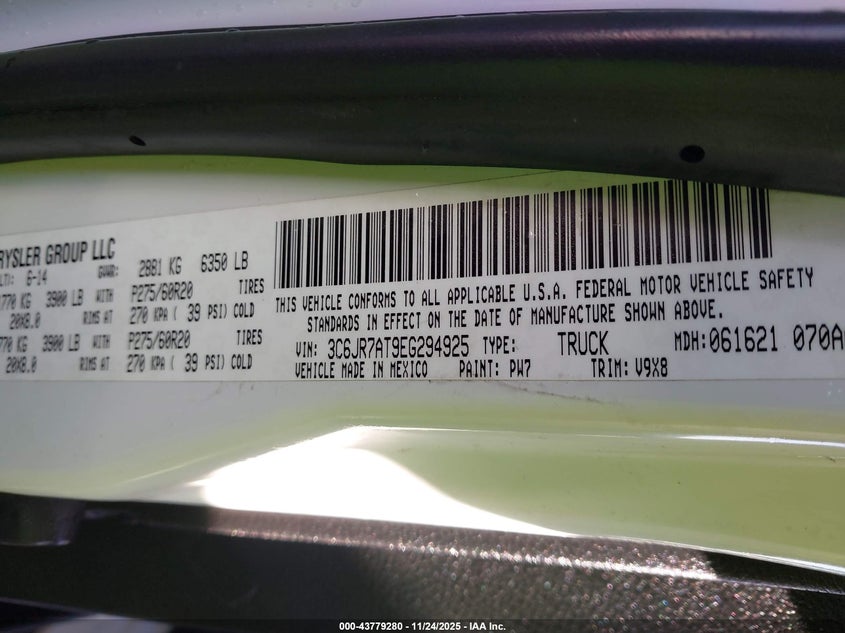 RYSLER GROUP LLC
6-14 GVWR: 2881 KG 6350 LB
770 KG 3900 LB WITH P275/60R20 TIRES
20X8.0 RIMS AT 270 KPA ( 39 PSI) COLD
770 KG 3900 LB WITH P275/60R20 TIRES
20X8.0 RIMS AT 270 KPA ( 39 PSI) COLD
THIS VEHICLE CONFORMS TO ALL APPLICABLE U.S.A. FEDERAL MOTOR VEHICLE SAFETY
STANDARDS IN EFFECT ON THE DATE OF MANUFACTURE SHOWN ABOVE.
VIN: 3C6JR7AT9EG294925 TYPE: TRUCK MDH:061621 070A
VEHICLE MADE IN MEXICO PAINT: PW7 TRIM: V9X8
000-43779280 - 11/24/2025 - IAA Inc.